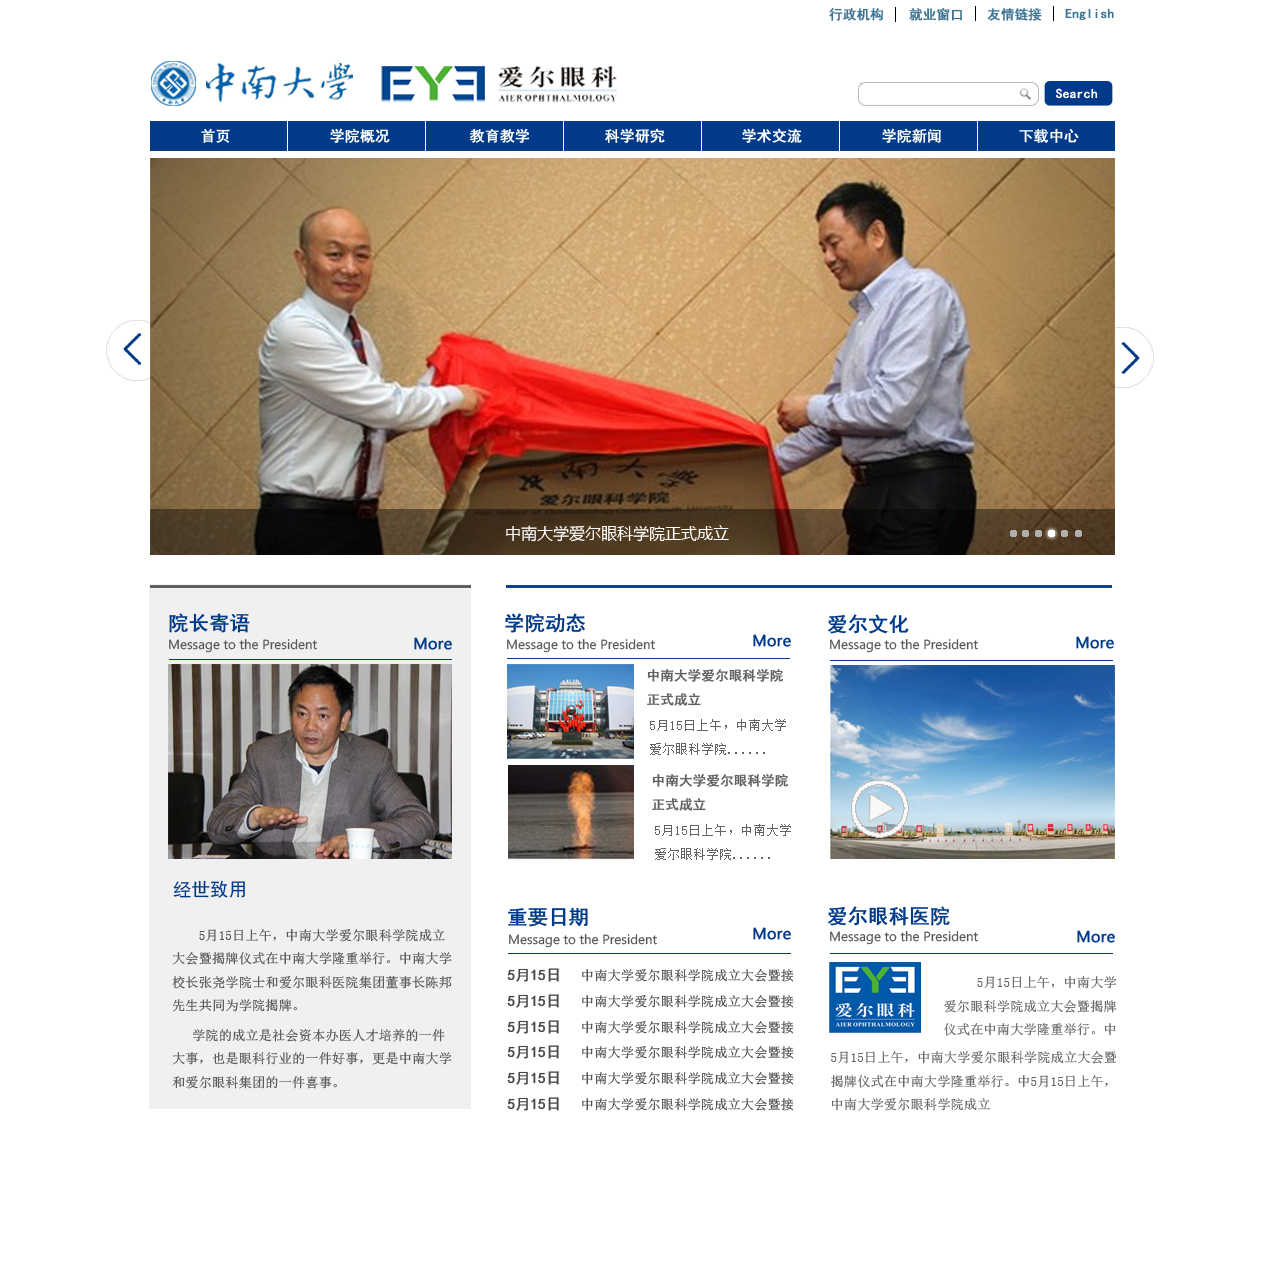 行政机构 就业窗口 友情链接 English
中南大学 EYE 爱尔眼科
AIER OPHTHALMOLOGY
Search
首页 学院概况 教育教学 科学研究 学术交流 学院新闻 下载中心
南大学
爱尔眼科学院
中南大学爱尔眼科学院正式成立
院长寄语
Message to the President
More
经世致用
5月15日上午，中南大学爱尔眼科学院成立
大会暨揭牌仪式在中南大学隆重举行。中南大学
校长张尧学院士和爱尔眼科医院集团董事长陈邦
先生共同为学院揭牌。
学院的成立是社会资本办医人才培养的一件
大事，也是眼科行业的一件好事，更是中南大学
和爱尔眼科集团的一件喜事。
学院动态
Message to the President
More
中南大学爱尔眼科学院
正式成立
5月15日上午，中南大学
爱尔眼科学院......
中南大学爱尔眼科学院
正式成立
5月15日上午，中南大学
爱尔眼科学院......
爱尔文化
Message to the President
More
重要日期
Message to the President
More
5月15日 中南大学爱尔眼科学院成立大会暨接
5月15日 中南大学爱尔眼科学院成立大会暨接
5月15日 中南大学爱尔眼科学院成立大会暨接
5月15日 中南大学爱尔眼科学院成立大会暨接
5月15日 中南大学爱尔眼科学院成立大会暨接
5月15日 中南大学爱尔眼科学院成立大会暨接
爱尔眼科医院
Message to the President
More
EYE
爱尔眼科
AIER OPHTHALMOLOGY
5月15日上午，中南大学
爱尔眼科学院成立大会暨揭牌
仪式在中南大学隆重举行。中
5月15日上午，中南大学爱尔眼科学院成立大会暨
揭牌仪式在中南大学隆重举行。中5月15日上午，
中南大学爱尔眼科学院成立